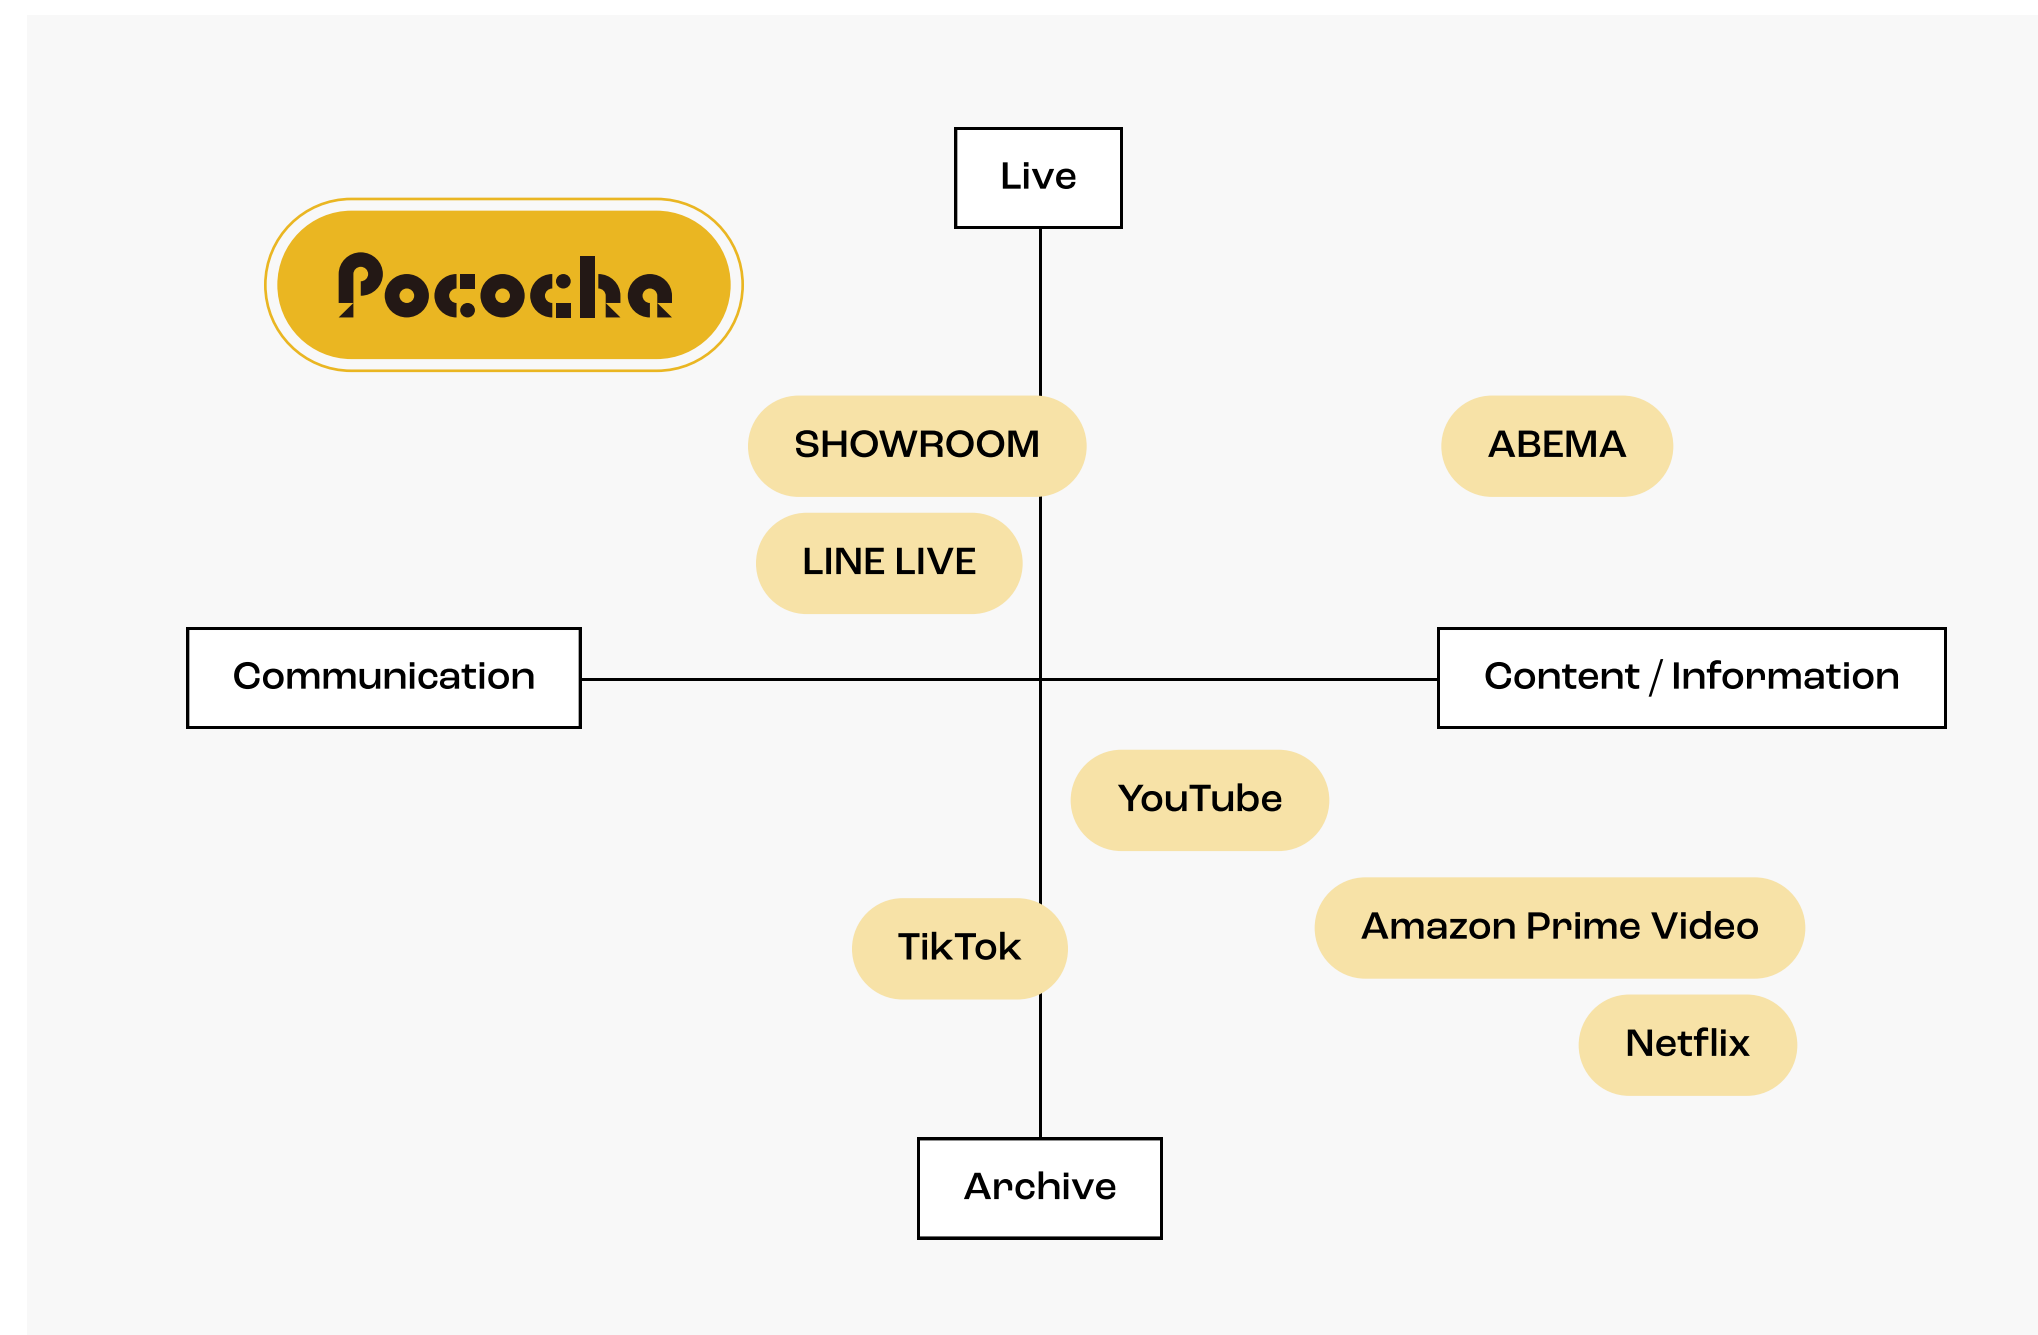 Live
Pococha
SHOWROOM
ABEMA
LINE LIVE
Communication
Content / Information
YouTube
Amazon Prime Video
TikTok
Netflix
Archive